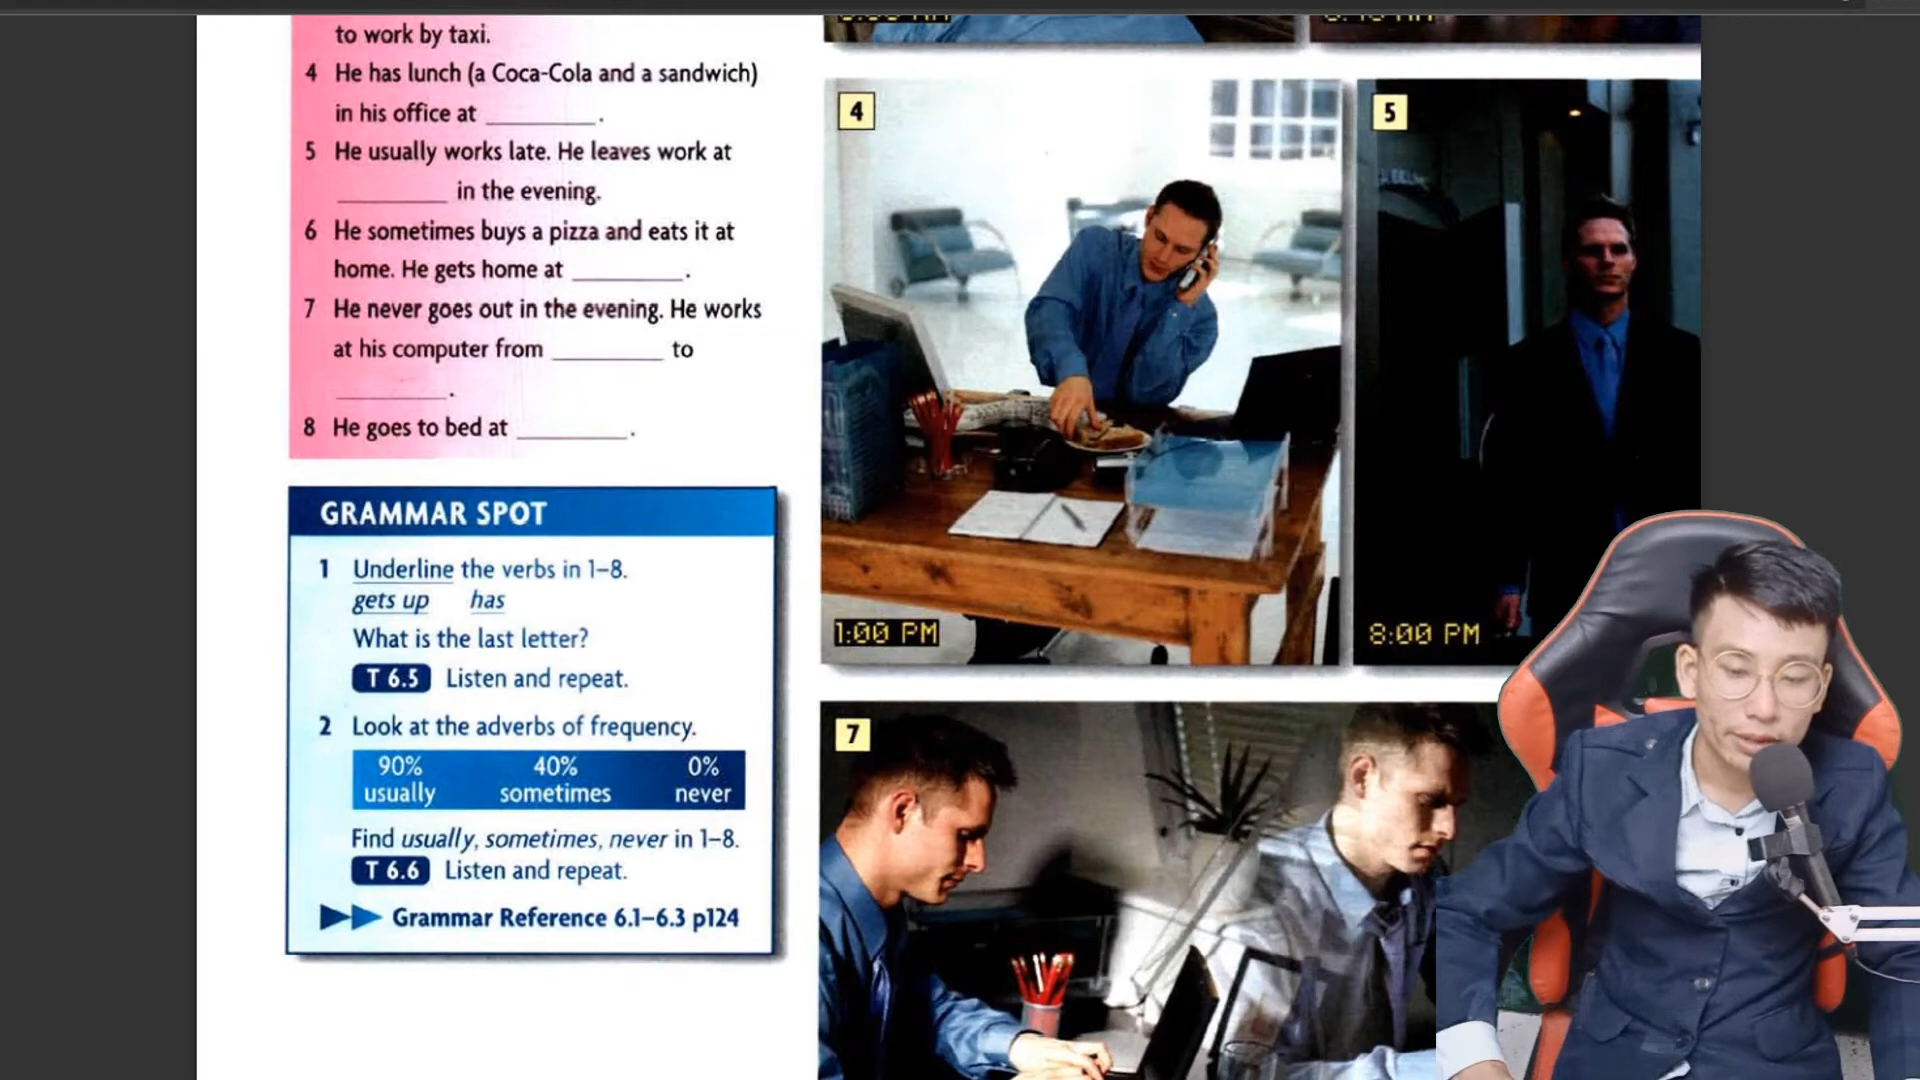 to work by taxi.
4 He has lunch (a Coca-Cola and a sandwich)
in his office at __________.
5 He usually works late. He leaves work at
__________ in the evening.
6 He sometimes buys a pizza and eats it at
home. He gets home at __________.
7 He never goes out in the evening. He works
at his computer from __________ to
__________.
8 He goes to bed at __________.
GRAMMAR SPOT
1 Underline the verbs in 1–8.
gets up has
What is the last letter?
T 6.5 Listen and repeat.
2 Look at the adverbs of frequency.
90% 40% 0%
usually sometimes never
Find usually, sometimes, never in 1–8.
T 6.6 Listen and repeat.
Grammar Reference 6.1–6.3 p124
4
1:00 PM
5
8:00 PM
7